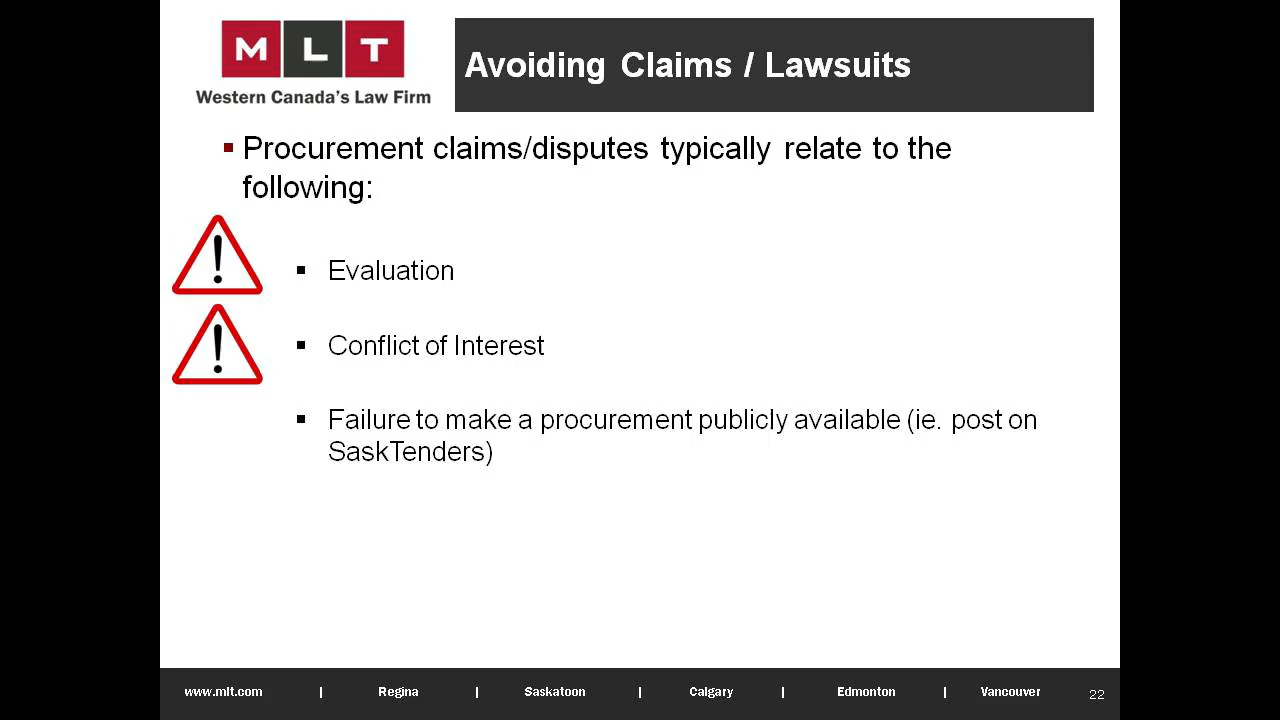 MLT
Western Canada's Law Firm
Avoiding Claims / Lawsuits
▪ Procurement claims/disputes typically relate to the
following:
▪ Evaluation
▪ Conflict of Interest
▪ Failure to make a procurement publicly available (ie. post on
SaskTenders)
www.mlt.com | Regina | Saskatoon | Calgary | Edmonton | Vancouver 22